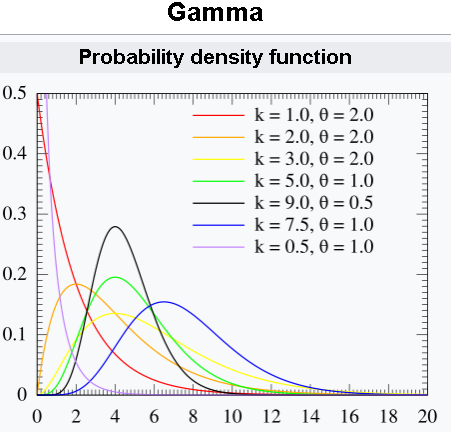 Gamma
Probability density function
0.5
k = 1.0, θ = 2.0
k = 2.0, θ = 2.0
0.4
k = 3.0, θ = 2.0
k = 5.0, θ = 1.0
0.3
k = 9.0, θ = 0.5
k = 7.5, θ = 1.0
k = 0.5, θ = 1.0
0.2
0.1
0
0 2 4 6 8 10 12 14 16 18 20